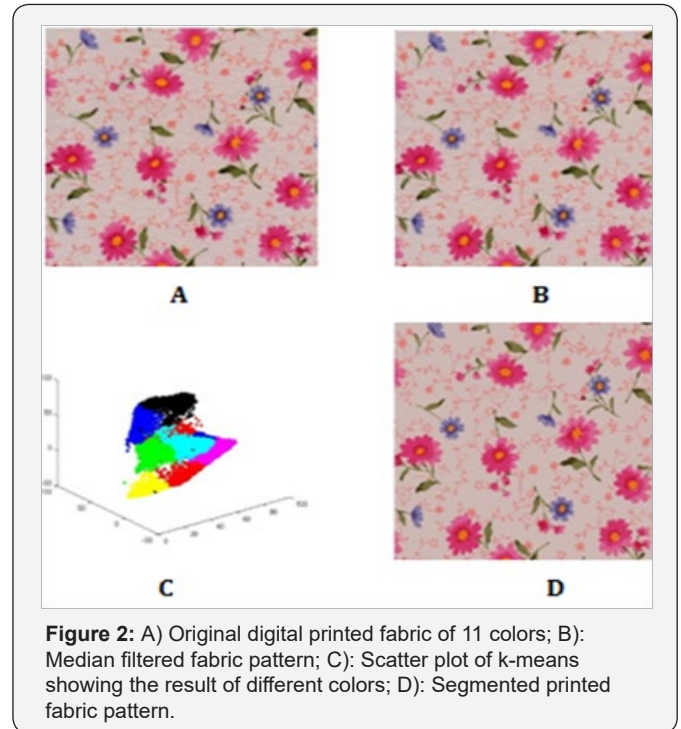 A
B
C
D
Figure 2: A) Original digital printed fabric of 11 colors; B):
Median filtered fabric pattern; C): Scatter plot of k-means
showing the result of different colors; D): Segmented printed
fabric pattern.